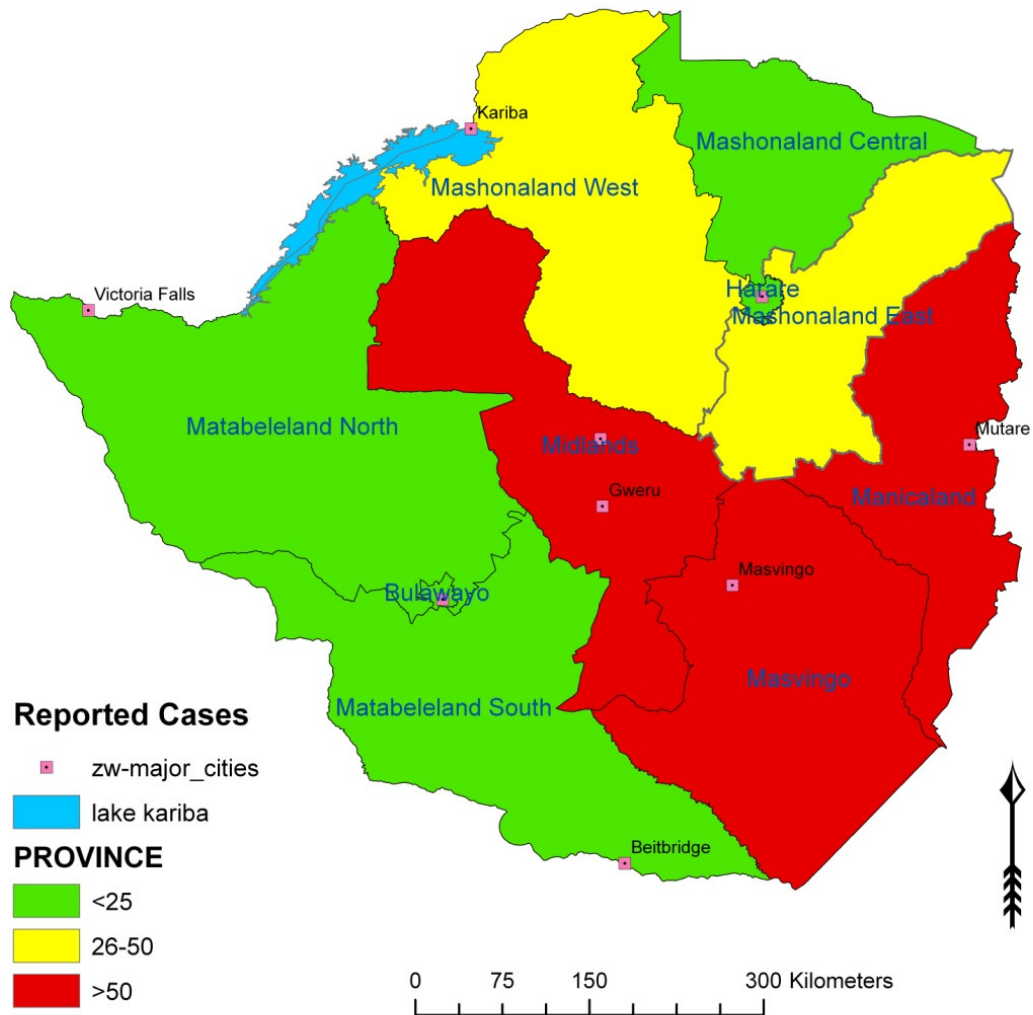 Kariba
Mashonaland Central
Mashonaland West
Victoria Falls
Harare
Mashonaland East
Matabeleland North
Mutare
Midlands
Gweru
Manicaland
Masvingo
Bulawayo
Masvingo
Matabeleland South
Reported Cases
zw-major_cities
lake kariba
Beitbridge
PROVINCE
<25
26-50
>50
0 75 150 300 Kilometers